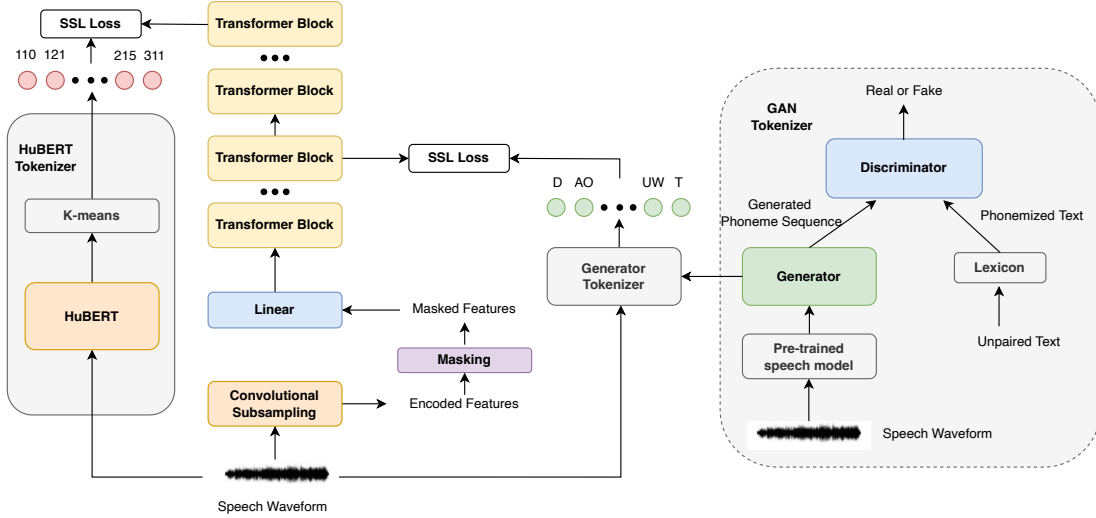 SSL Loss
110 121 215 311
HuBERT
Tokenizer
K-means
HuBERT
Transformer Block
Transformer Block
Transformer Block
Transformer Block
Linear
Masked Features
Masking
Convolutional
Subsampling
Encoded Features
Speech Waveform
SSL Loss
D AO UW T
Generator
Tokenizer
GAN
Tokenizer
Real or Fake
Discriminator
Generated
Phoneme Sequence
Phonemized Text
Generator
Lexicon
Pre-trained
speech model
Unpaired Text
Speech Waveform